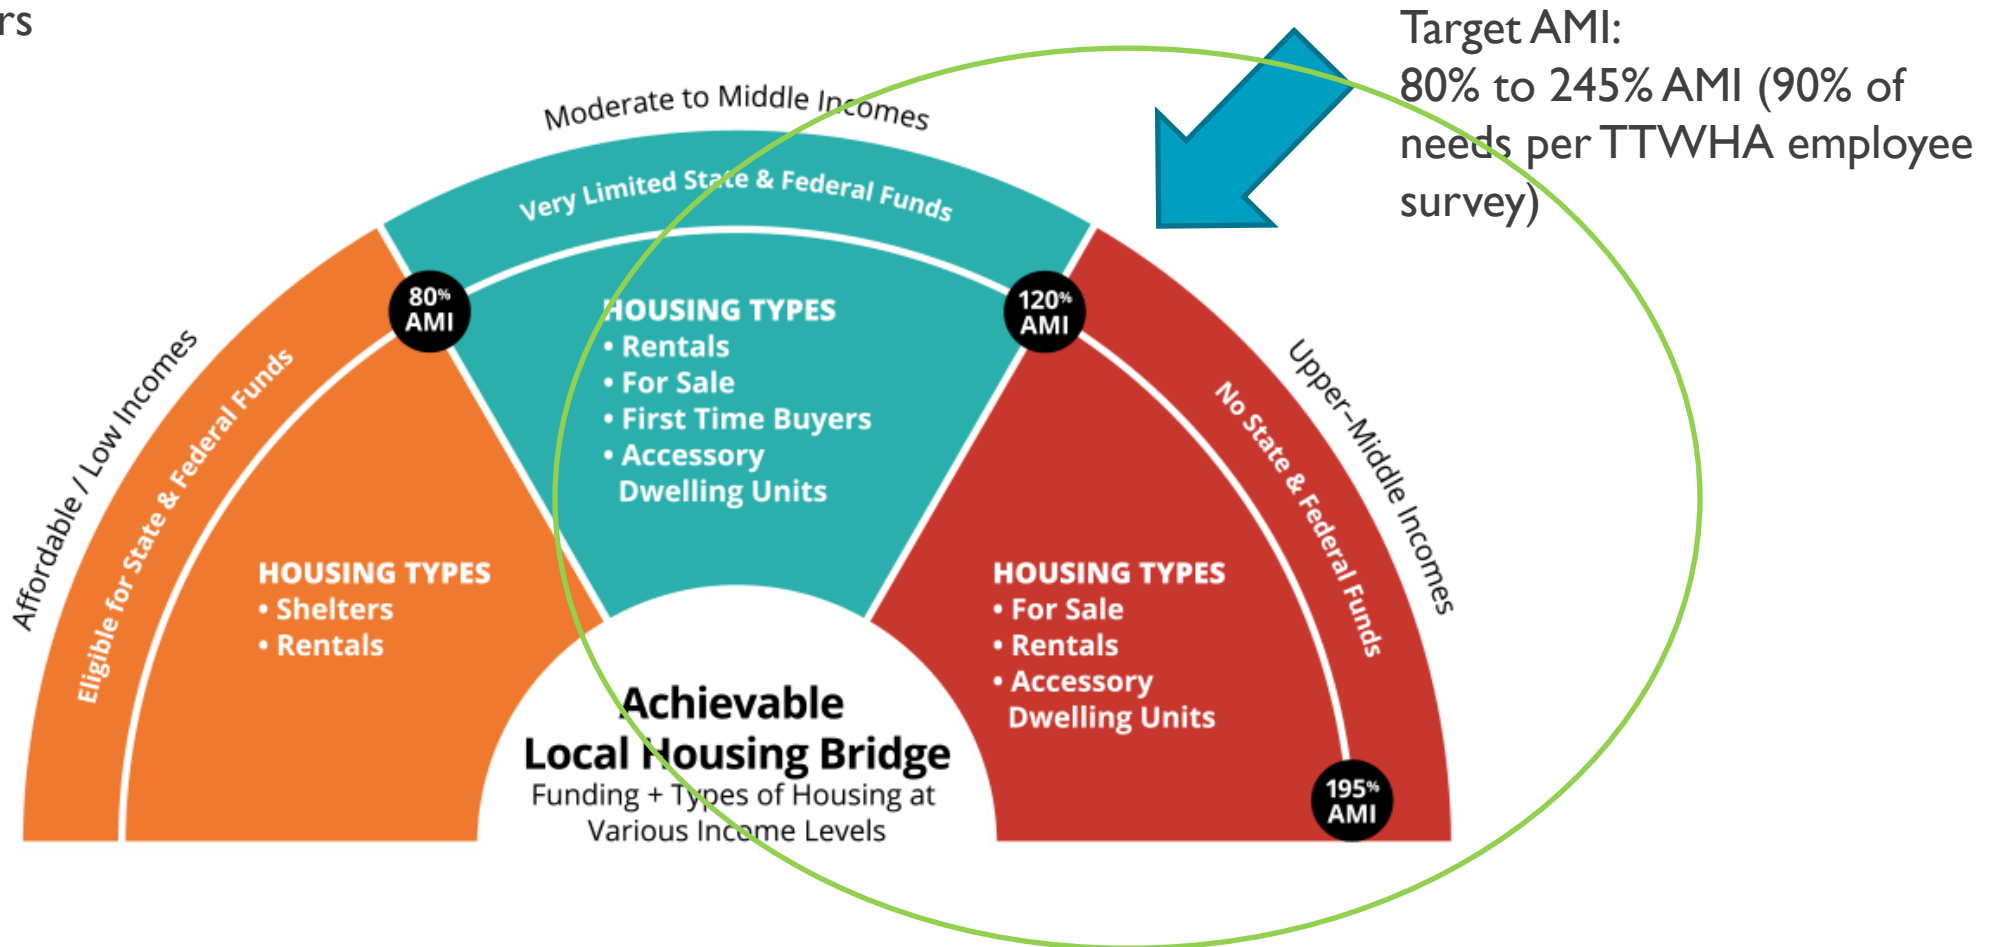 rs
Target AMI:
80% to 245% AMI (90% of
needs per TTWHA employee
survey)
Moderate to Middle Incomes
Very Limited State & Federal Funds
80% AMI
120% AMI
HOUSING TYPES
• Rentals
• For Sale
• First Time Buyers
• Accessory
Dwelling Units
Affordable / Low Incomes
Eligible for State & Federal Funds
HOUSING TYPES
• Shelters
• Rentals
Upper-Middle Incomes
No State & Federal Funds
HOUSING TYPES
• For Sale
• Rentals
• Accessory
Dwelling Units
195% AMI
Achievable
Local Housing Bridge
Funding + Types of Housing at
Various Income Levels